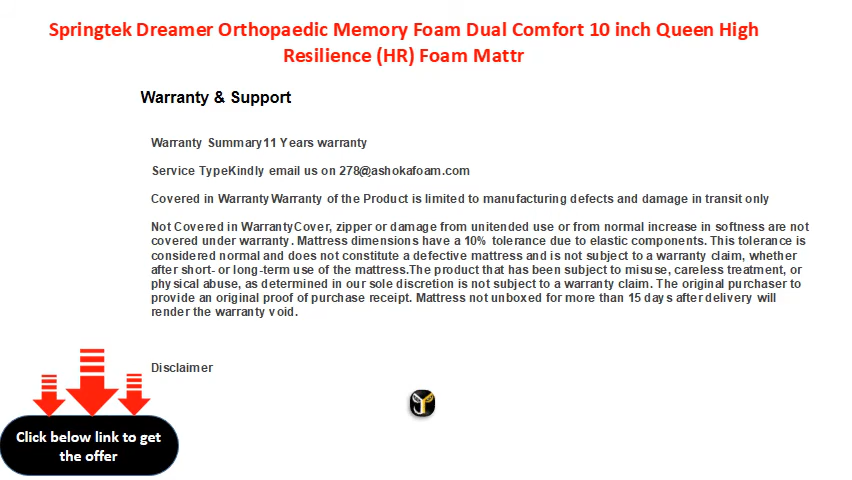 Springtek Dreamer Orthopaedic Memory Foam Dual Comfort 10 inch Queen High
Resilience (HR) Foam Mattr
Warranty & Support
Warranty Summary11 Years warranty
Service TypeKindly email us on 278@ashokafoam.com
Covered in WarrantyWarranty of the Product is limited to manufacturing defects and damage in transit only
Not Covered in WarrantyCover, zipper or damage from unitended use or from normal increase in softness are not
covered under warranty. Mattress dimensions have a 10% tolerance due to elastic components. This tolerance is
considered normal and does not constitute a defective mattress and is not subject to a warranty claim, whether
after short- or long-term use of the mattress.The product that has been subject to misuse, careless treatment, or
physical abuse, as determined in our sole discretion is not subject to a warranty claim. The original purchaser to
provide an original proof of purchase receipt. Mattress not unboxed for more than 15 days after delivery will
render the warranty void.
Disclaimer
Click below link to get
the offer